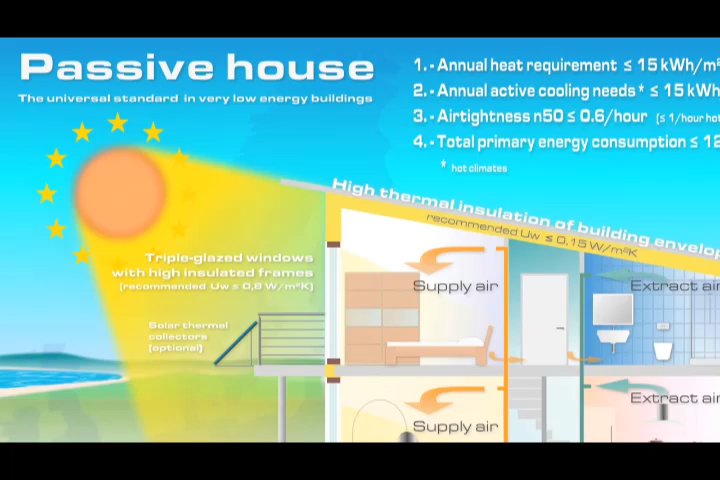 Passive house
The universal standard in very low energy buildings
1. - Annual heat requirement ≤ 15 kWh/m²
2. - Annual active cooling needs * ≤ 15 kWh
3. - Airtightness n50 ≤ 0.6/hour (≤ 1/hour hot
4. - Total primary energy consumption ≤ 12
* hot climates
High thermal insulation of building envelop
recommended Uw ≤ 0,15 W/m²K
Triple-glazed windows
with high insulated frames
(recommended Uw ≤ 0,8 W/m²K)
Supply air
Extract air
Solar thermal
collectors
(optional)
Supply air
Extract air